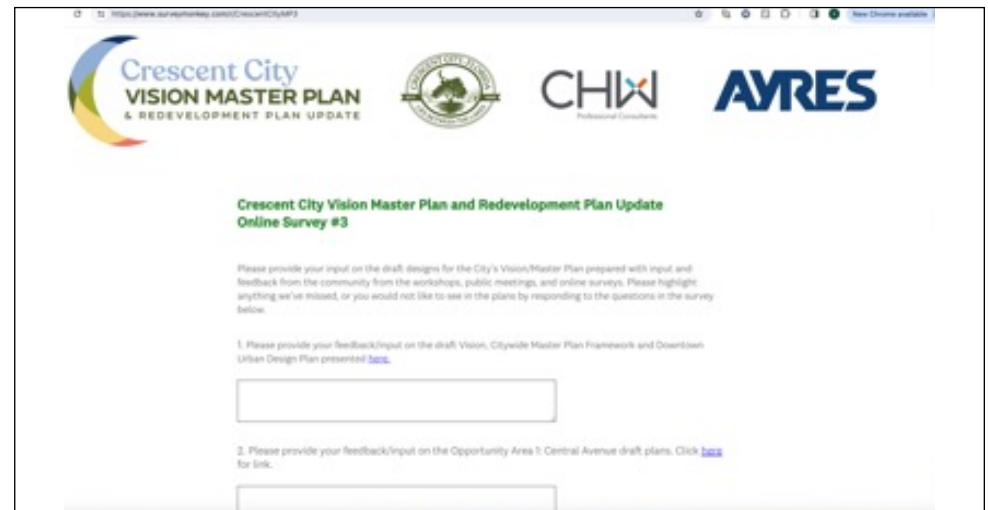 https://www.surveymonkey.com/r/CrescentCityMP3
New Chrome available
Crescent City
VISION MASTER PLAN
& REDEVELOPMENT PLAN UPDATE
CRESCENT CITY, FLORIDA
CHW
Professional Consultants
AYRES
Crescent City Vision Master Plan and Redevelopment Plan Update
Online Survey #3
Please provide your input on the draft designs for the City's Vision/Master Plan prepared with input and
feedback from the community from the workshops, public meetings, and online surveys. Please highlight
anything we've missed, or you would not like to see in the plans by responding to the questions in the survey
below.
1. Please provide your feedback/input on the draft Vision, Citywide Master Plan Framework and Downtown
Urban Design Plan presented here.
2. Please provide your feedback/input on the Opportunity Area 1: Central Avenue draft plans. Click here
for link.